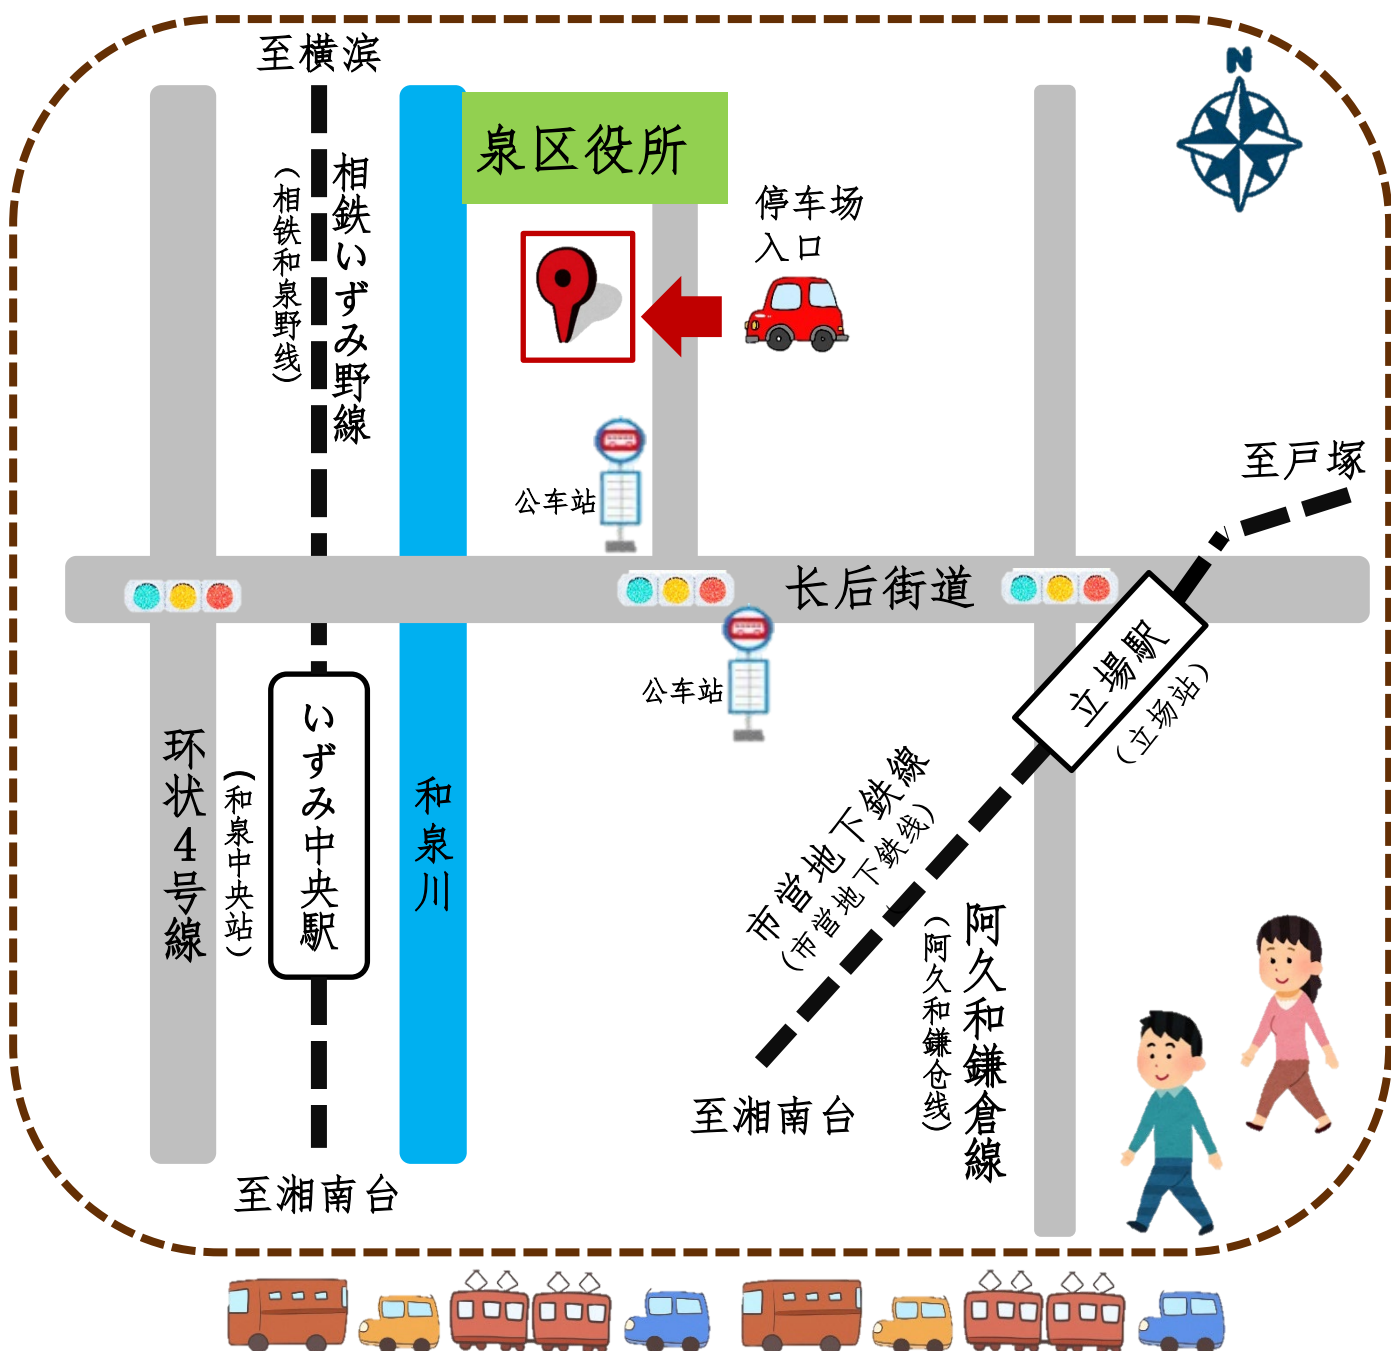 至横滨
N
泉区役所
停车场
入口
相鉄いずみ野線
(相铁和泉野线)
至戸塚
公车站
长后街道
公车站
立場駅
(立场站)
环状4号線
いずみ中央駅
(和泉中央站)
和泉川
市営地下鉄線
(市営地下鉄线)
阿久和鎌倉線
(阿久和鎌仓线)
至湘南台
至湘南台